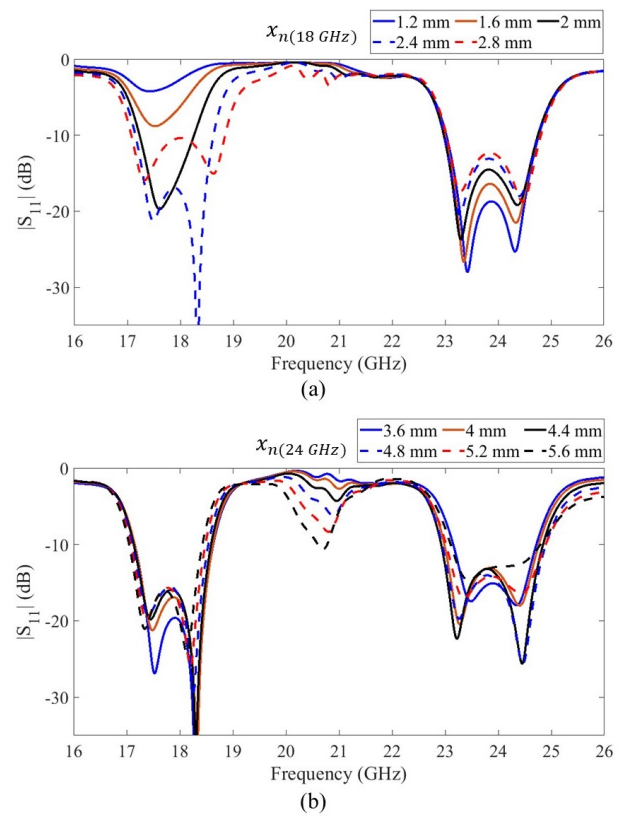 x_n(18 GHz)
1.2 mm 1.6 mm 2 mm
2.4 mm 2.8 mm
0
-10
-20
-30
|S_11| (dB)
16 17 18 19 20 21 22 23 24 25 26
Frequency (GHz)
(a)
x_n(24 GHz)
3.6 mm 4 mm 4.4 mm
4.8 mm 5.2 mm 5.6 mm
0
-10
-20
-30
|S_11| (dB)
16 17 18 19 20 21 22 23 24 25 26
Frequency (GHz)
(b)